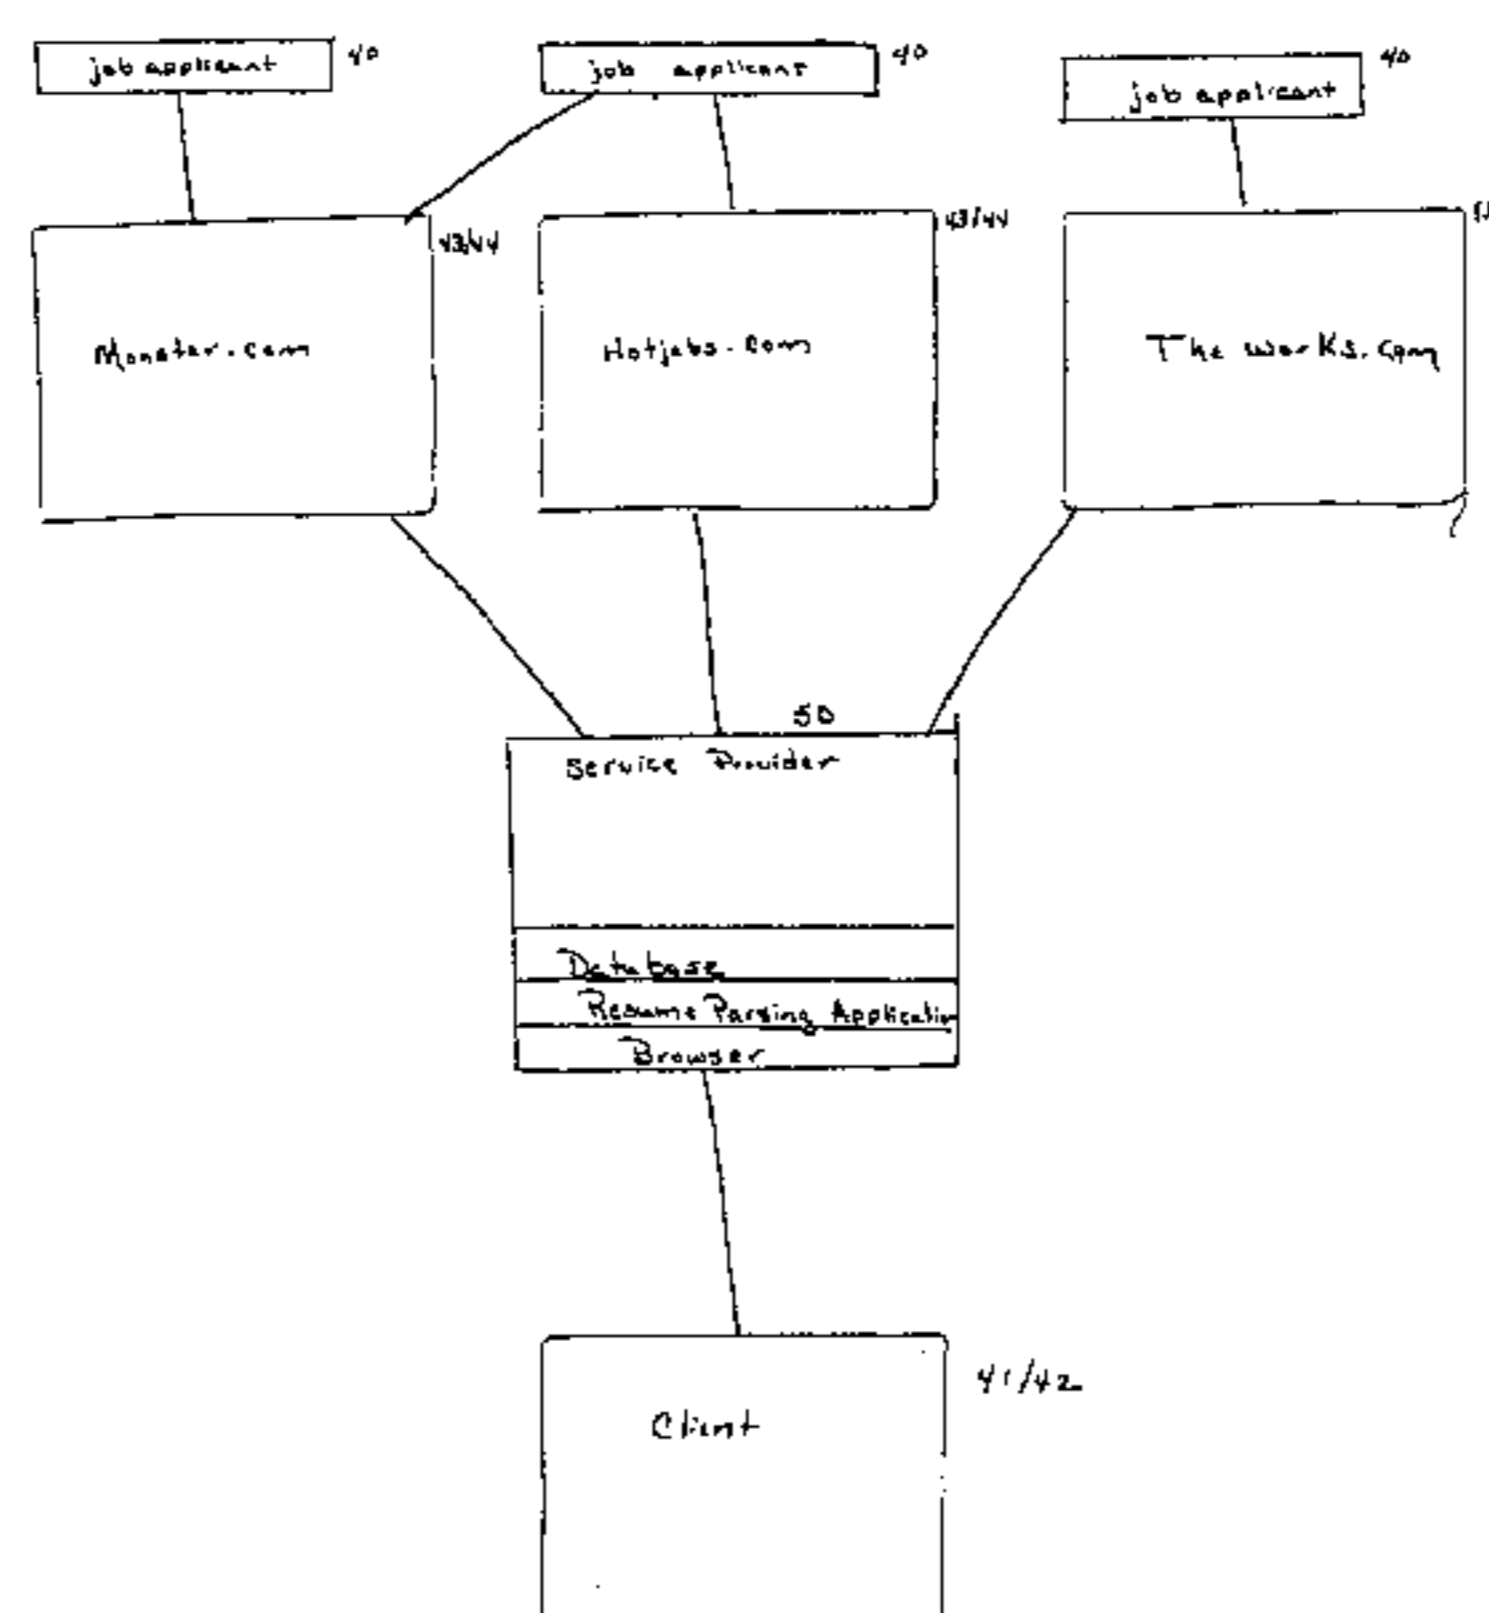 job applicant 40 job applicant 40 40
job applicant
43/44 43/44
Monster.com Hotjobs.com The works.com
50
Service Provider
Database
Resume Parsing Application
Browser
41/42
Client